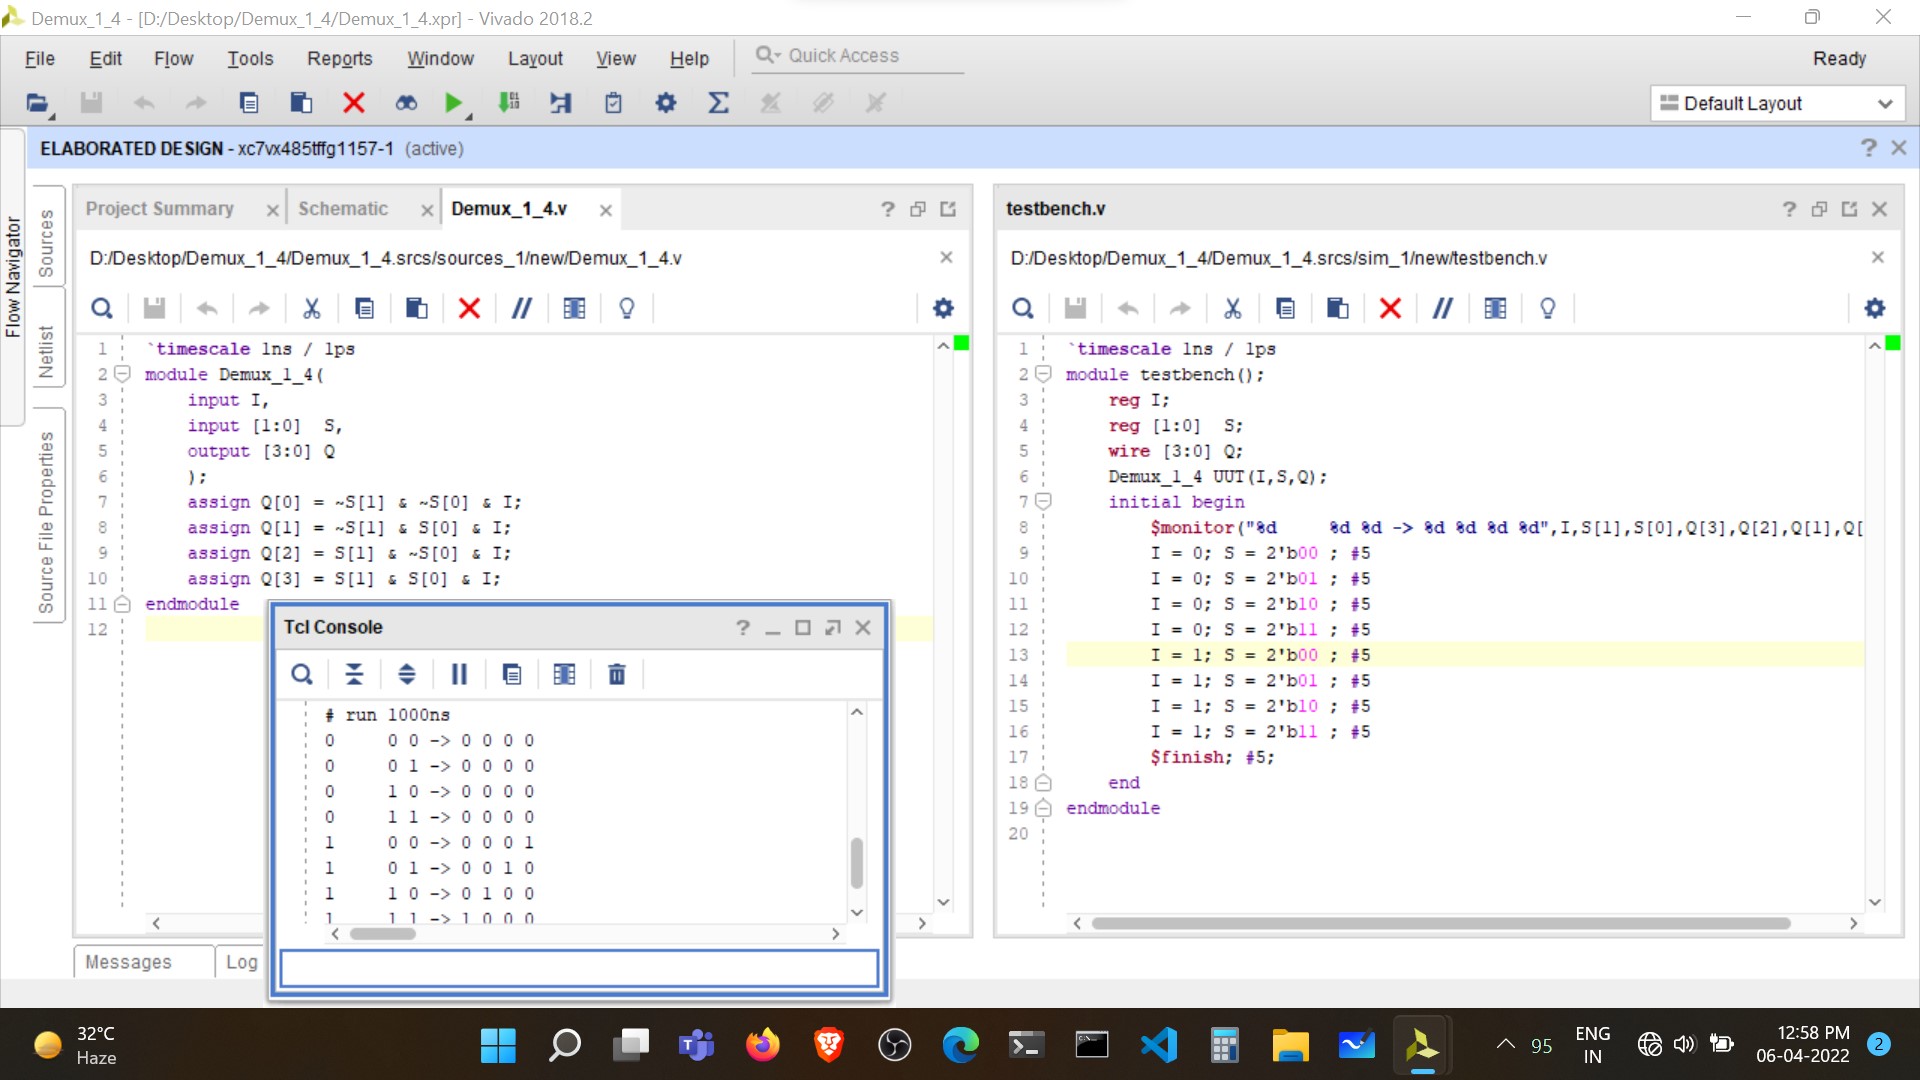 Demux_1_4 - [D:/Desktop/Demux_1_4/Demux_1_4.xpr] - Vivado 2018.2
File Edit Flow Tools Reports Window Layout View Help Quick Access Ready
Default Layout
ELABORATED DESIGN - xc7vx485tffg1157-1 (active)
Flow Navigator
Sources
Netlist
Source File Properties
Project Summary Schematic Demux_1_4.v
D:/Desktop/Demux_1_4/Demux_1_4.srcs/sources_1/new/Demux_1_4.v
1 `timescale 1ns / 1ps
2 module Demux_1_4(
3 input I,
4 input [1:0] S,
5 output [3:0] Q
6 );
7 assign Q[0] = ~S[1] & ~S[0] & I;
8 assign Q[1] = ~S[1] & S[0] & I;
9 assign Q[2] = S[1] & ~S[0] & I;
10 assign Q[3] = S[1] & S[0] & I;
11 endmodule
12
Tcl Console
# run 1000ns
0 0 0 -> 0 0 0 0
0 0 1 -> 0 0 0 0
0 1 0 -> 0 0 0 0
0 1 1 -> 0 0 0 0
1 0 0 -> 0 0 0 1
1 0 1 -> 0 0 1 0
1 1 0 -> 0 1 0 0
1 1 1 -> 1 0 0 0
Messages Log
testbench.v
D:/Desktop/Demux_1_4/Demux_1_4.srcs/sim_1/new/testbench.v
1 `timescale 1ns / 1ps
2 module testbench();
3 reg I;
4 reg [1:0] S;
5 wire [3:0] Q;
6 Demux_1_4 UUT(I,S,Q);
7 initial begin
8 $monitor("%d %d %d -> %d %d %d %d",I,S[1],S[0],Q[3],Q[2],Q[1],Q[
9 I = 0; S = 2'b00 ; #5
10 I = 0; S = 2'b01 ; #5
11 I = 0; S = 2'b10 ; #5
12 I = 0; S = 2'b11 ; #5
13 I = 1; S = 2'b00 ; #5
14 I = 1; S = 2'b01 ; #5
15 I = 1; S = 2'b10 ; #5
16 I = 1; S = 2'b11 ; #5
17 $finish; #5;
18 end
19 endmodule
20
32°C
Haze
95
ENG
IN
12:58 PM
06-04-2022
2